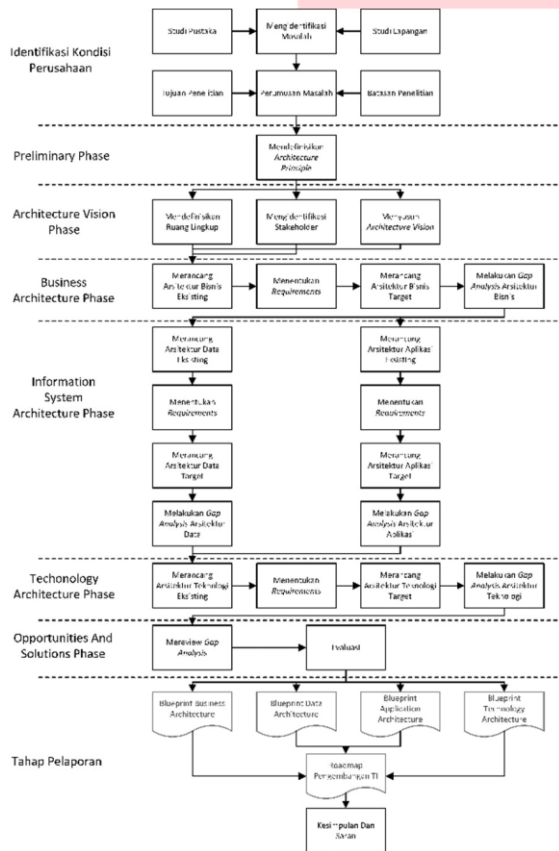 Studi Pustaka
Mengidentifikasi
Masalah
Studi Lapangan
Identifikasi Kondisi
Perusahaan
Tujuan Penelitian
Perumusan Masalah
Batasan Penelitian
Preliminary Phase
Mendefinisikan
Architecture
Principle
Architecture Vision
Phase
Mendefinisikan
Ruang Lingkup
Mengidentifikasi
Stakeholder
Menyusun
Architecture Vision
Business
Architecture Phase
Merancang
Arsitektur Bisnis
Eksisting
Menentukan
Requirements
Merancang
Arsitektur Bisnis
Target
Melakukan Gap
Analysis Arsitektur
Bisnis
Information
System
Architecture Phase
Merancang
Arsitektur Data
Eksisting
Merancang
Arsitektur Aplikasi
Eksisting
Menentukan
Requirements
Menentukan
Requirements
Merancang
Arsitektur Data
Target
Merancang
Arsitektur Aplikasi
Target
Melakukan Gap
Analysis Arsitektur
Data
Melakukan Gap
Analysis Arsitektur
Aplikasi
Techonology
Architecture Phase
Merancang
Arsitektur Teknologi
Eksisting
Menentukan
Requirements
Merancang
Arsitektur Teknologi
Target
Melakukan Gap
Analysis Arsitektur
Teknologi
Opportunities And
Solutions Phase
Mereview Gap
Analysis
Evaluasi
Tahap Pelaporan
Blueprint Business
Architecture
Blueprint Data
Architecture
Blueprint
Application
Architecture
Blueprint
Technology
Architecture
Roadmap
Pengembangan TI
Kesimpulan Dan
Saran